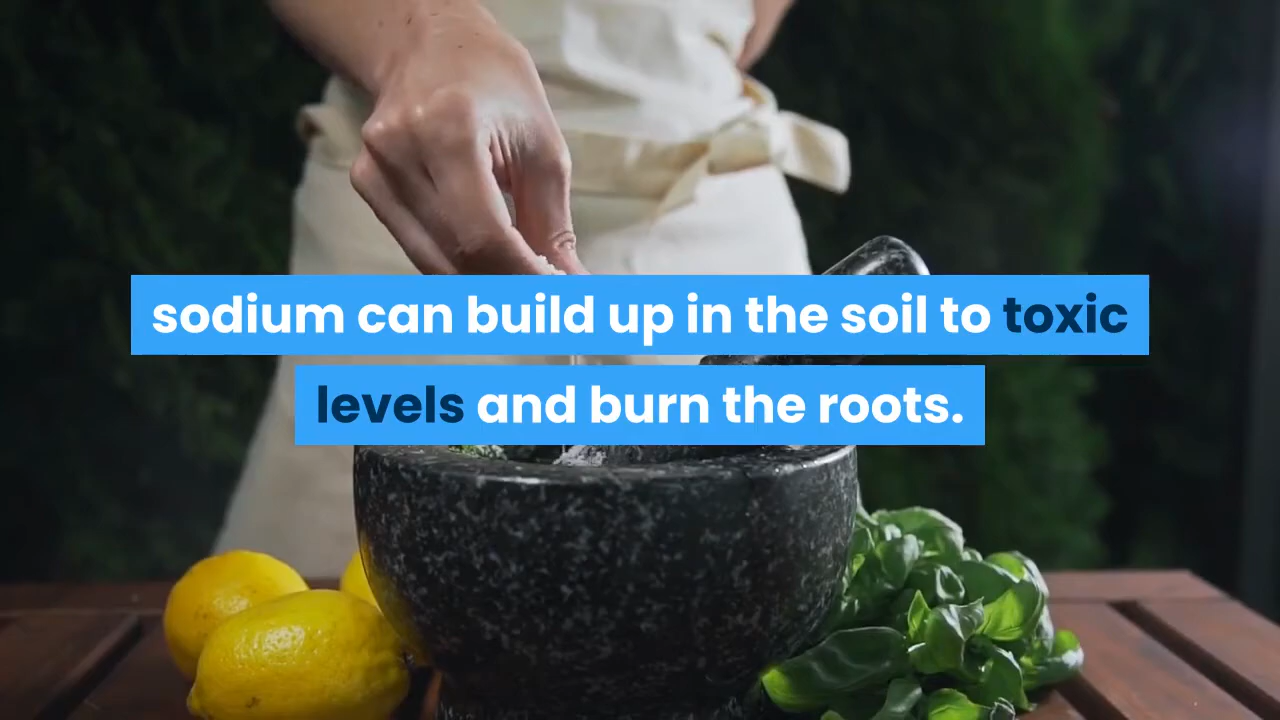 sodium can build up in the soil to toxic
levels and burn the roots.